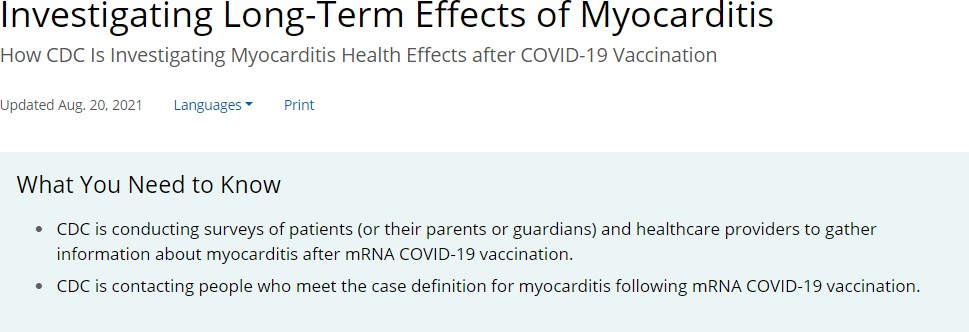 Investigating Long-Term Effects of Myocarditis
How CDC Is Investigating Myocarditis Health Effects after COVID-19 Vaccination
Updated Aug. 20, 2021 Languages Print
What You Need to Know
• CDC is conducting surveys of patients (or their parents or guardians) and healthcare providers to gather
information about myocarditis after mRNA COVID-19 vaccination.
• CDC is contacting people who meet the case definition for myocarditis following mRNA COVID-19 vaccination.